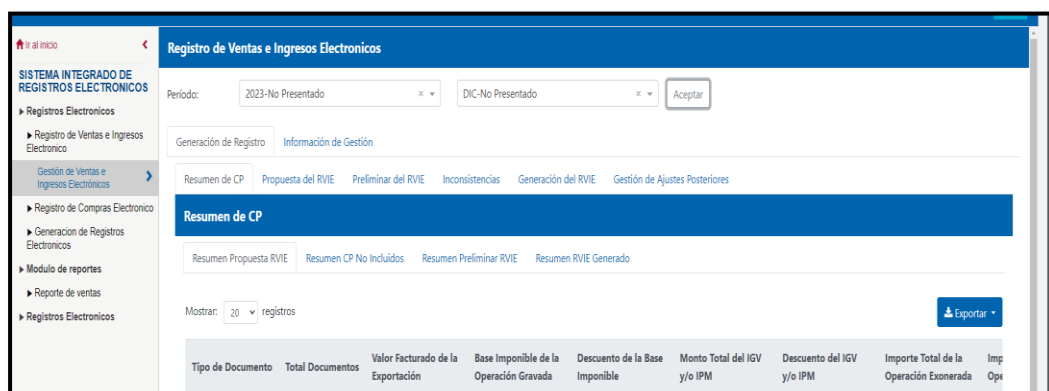 Ir al inicio
SISTEMA INTEGRADO DE
REGISTROS ELECTRONICOS
Registros Electronicos
Registro de Ventas e Ingresos
Electronico
Gestión de Ventas e
Ingresos Electrónicos
Registro de Compras Electronico
Generacion de Registros
Electronicos
Modulo de reportes
Reporte de ventas
Registros Electronicos
Registro de Ventas e Ingresos Electronicos
Período: 2023-No Presentado × DIC-No Presentado × Aceptar
Generación de Registro Información de Gestión
Resumen de CP Propuesta del RVIE Preliminar del RVIE Inconsistencias Generación del RVIE Gestión de Ajustes Posteriores
Resumen de CP
Resumen Propuesta RVIE Resumen CP No Incluidos Resumen Preliminar RVIE Resumen RVIE Generado
Mostrar: 20 registros Exportar
Tipo de Documento Total Documentos Valor Facturado de la Base Imponible de la Descuento de la Base Monto Total del IGV Descuento del IGV Importe Total de la
Exportación Operación Gravada Imponible y/o IPM y/o IPM Operación Exonerada